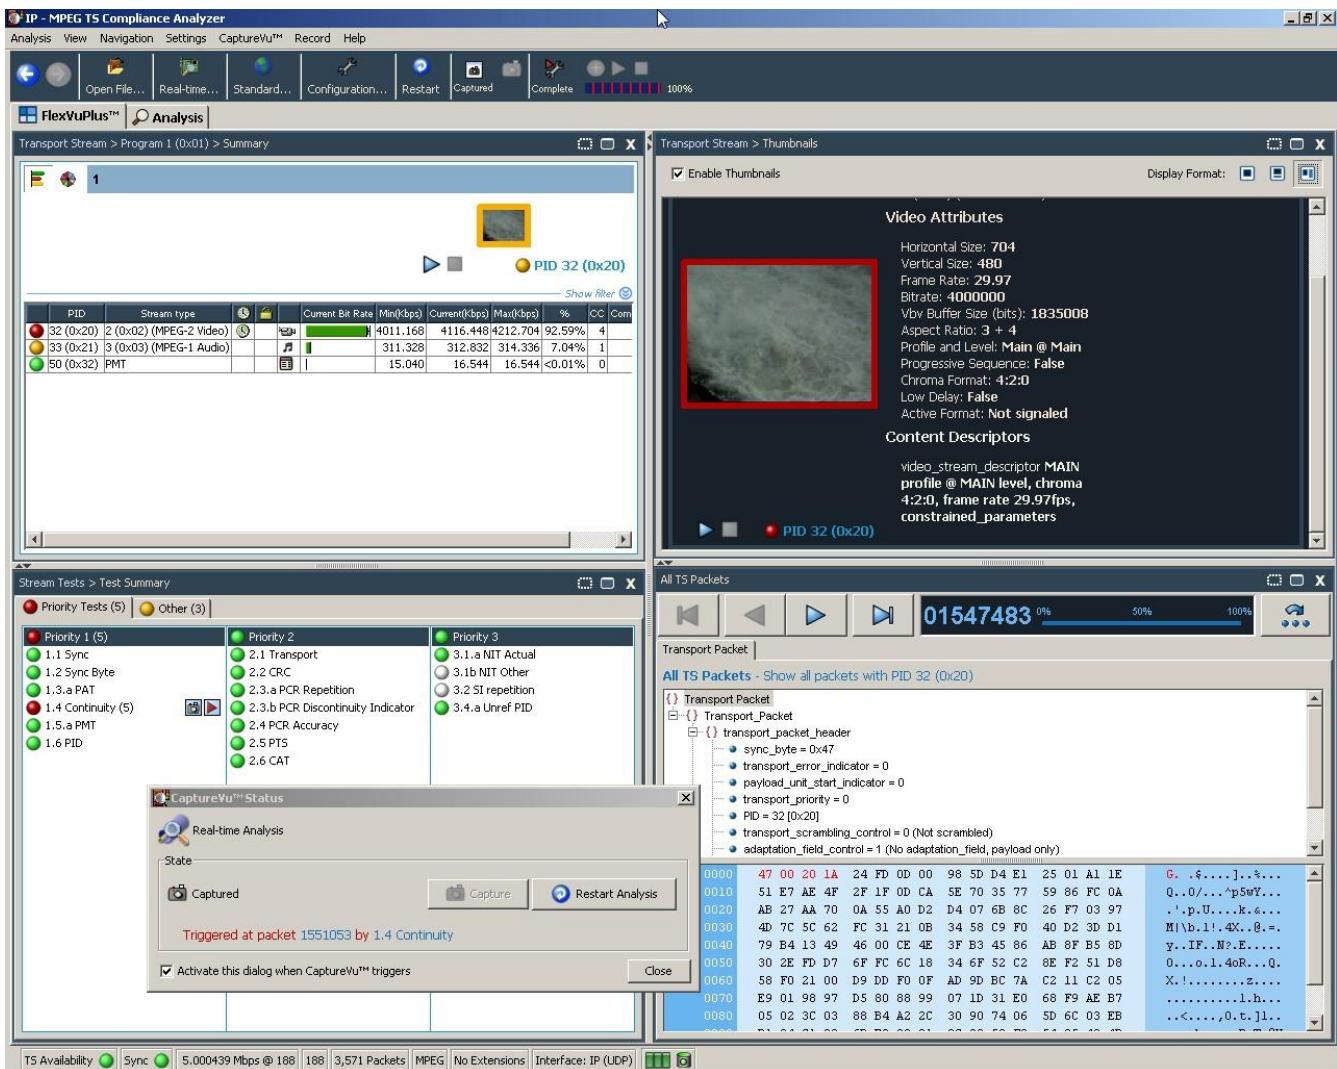 IP - MPEG TS Compliance Analyzer
Analysis View Navigation Settings CaptureVu™ Record Help
Open File... Real-time... Standard... Configuration... Restart Captured Complete 100%
FlexVuPlus™ Analysis
Transport Stream > Program 1 (0x01) > Summary
1
PID 32 (0x20)
Show filter
PID Stream type Current Bit Rate Min(Kbps) Current(Kbps) Max(Kbps) % CC Com
32 (0x20) 2 (0x02) (MPEG-2 Video) 4011.168 4116.448 4212.704 92.59% 4
33 (0x21) 3 (0x03) (MPEG-1 Audio) 311.328 312.832 314.336 7.04% 1
50 (0x32) PMT 15.040 16.544 16.544 <0.01% 0
Transport Stream > Thumbnails
Enable Thumbnails
Display Format:
Video Attributes
Horizontal Size: 704
Vertical Size: 480
Frame Rate: 29.97
Bitrate: 4000000
Vbv Buffer Size (bits): 1835008
Aspect Ratio: 3 ÷ 4
Profile and Level: Main @ Main
Progressive Sequence: False
Chroma Format: 4:2:0
Low Delay: False
Active Format: Not signaled
Content Descriptors
video_stream_descriptor MAIN
profile @ MAIN level, chroma
4:2:0, frame rate 29.97fps,
constrained_parameters
PID 32 (0x20)
Stream Tests > Test Summary
Priority Tests (5) Other (3)
Priority 1 (5)
1.1 Sync
1.2 Sync Byte
1.3.a PAT
1.4 Continuity (5)
1.5.a PMT
1.6 PID
Priority 2
2.1 Transport
2.2 CRC
2.3.a PCR Repetition
2.3.b PCR Discontinuity Indicator
2.4 PCR Accuracy
2.5 PTS
2.6 CAT
Priority 3
3.1.a NIT Actual
3.1b NIT Other
3.2 SI repetition
3.4.a Unref PID
CaptureVu™ Status
Real-time Analysis
State
Captured
Capture
Restart Analysis
Triggered at packet 1551053 by 1.4 Continuity
Activate this dialog when CaptureVu™ triggers
Close
All TS Packets
01547483 0% 50% 100%
Transport Packet
All TS Packets - Show all packets with PID 32 (0x20)
{} Transport Packet
{} Transport_Packet
{} transport_packet_header
sync_byte = 0x47
transport_error_indicator = 0
payload_unit_start_indicator = 0
transport_priority = 0
PID = 32 [0x20]
transport_scrambling_control = 0 (Not scrambled)
adaptation_field_control = 1 (No adaptation_field, payload only)
0000 47 00 20 1A 24 FD 0D 00 98 5D D4 E1 25 01 A1 1E G. .$....]..%...
0010 51 E7 AE 4F 2F 1F 0D CA 5E 70 35 77 59 86 FC 0A Q..O/...^p5wY...
0020 AB 27 AA 70 0A 55 A0 D2 D4 07 6B 8C 26 F7 03 97 .'.p.U....k.&...
0030 4D 7C 5C 62 FC 31 21 0B 34 58 C9 F0 40 D2 3D D1 M|\b.1!.4X..@.=.
0040 79 B4 13 49 46 00 CE 4E 3F B3 45 86 AB 8F B5 8D y..IF..N?.E.....
0050 30 2E FD D7 6F FC 6C 18 34 6F 52 C2 8E F2 51 D8 0...o.l.4oR...Q.
0060 58 F0 21 00 D9 DD F0 0F AD 9D BC 7A C2 11 C2 05 X.!........z....
0070 E9 01 98 97 D5 80 88 99 07 1D 31 E0 68 F9 AE B7 ..........1.h...
0080 05 02 3C 03 88 B4 A2 2C 30 90 74 06 5D 6C 03 EB ..<....,0.t.]l..
TS Availability Sync 5.000439 Mbps @ 188 188 3,571 Packets MPEG No Extensions Interface: IP (UDP)